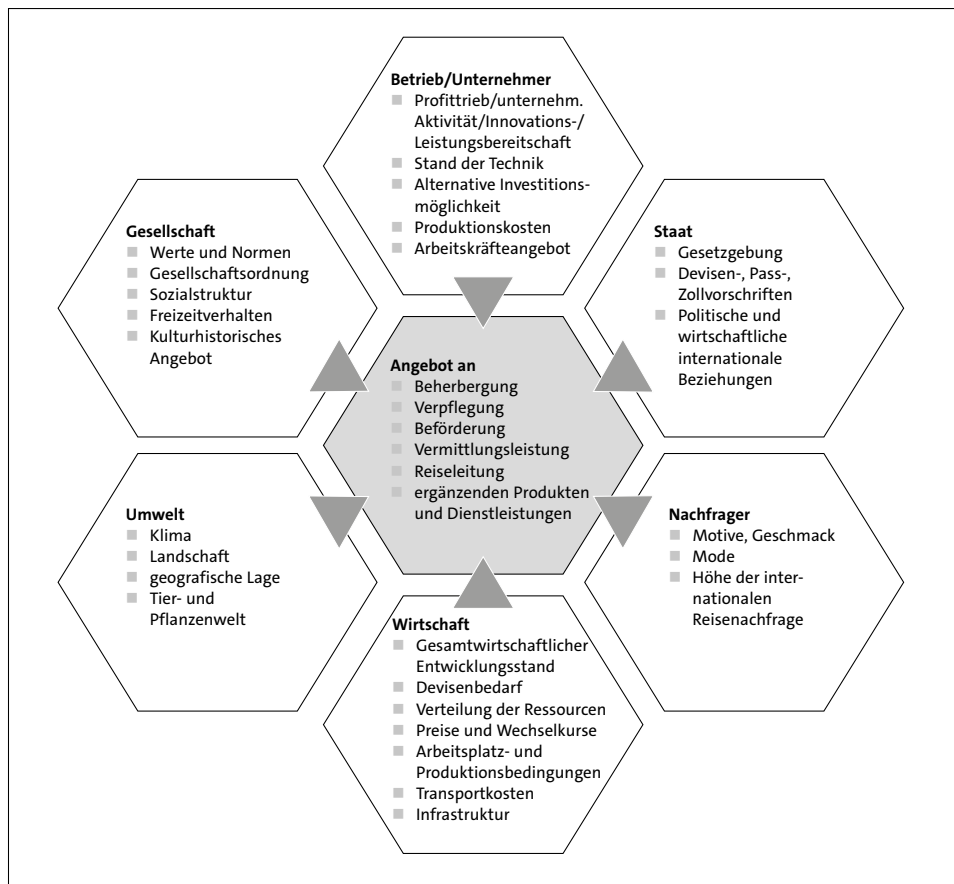 Betrieb/Unternehmer
Profittrieb/unternehm.
Aktivität/Innovations-/
Leistungsbereitschaft
Stand der Technik
Alternative Investitions-
möglichkeit
Produktionskosten
Arbeitskräfteangebot
Gesellschaft
Werte und Normen
Gesellschaftsordnung
Sozialstruktur
Freizeitverhalten
Kulturhistorisches
Angebot
Staat
Gesetzgebung
Devisen-, Pass-,
Zollvorschriften
Politische und
wirtschaftliche
internationale
Beziehungen
Angebot an
Beherbergung
Verpflegung
Beförderung
Vermittlungsleistung
Reiseleitung
ergänzenden Produkten
und Dienstleistungen
Umwelt
Klima
Landschaft
geografische Lage
Tier- und
Pflanzenwelt
Nachfrager
Motive, Geschmack
Mode
Höhe der inter-
nationalen
Reisenachfrage
Wirtschaft
Gesamtwirtschaftlicher
Entwicklungsstand
Devisenbedarf
Verteilung der Ressourcen
Preise und Wechselkurse
Arbeitsplatz- und
Produktionsbedingungen
Transportkosten
Infrastruktur